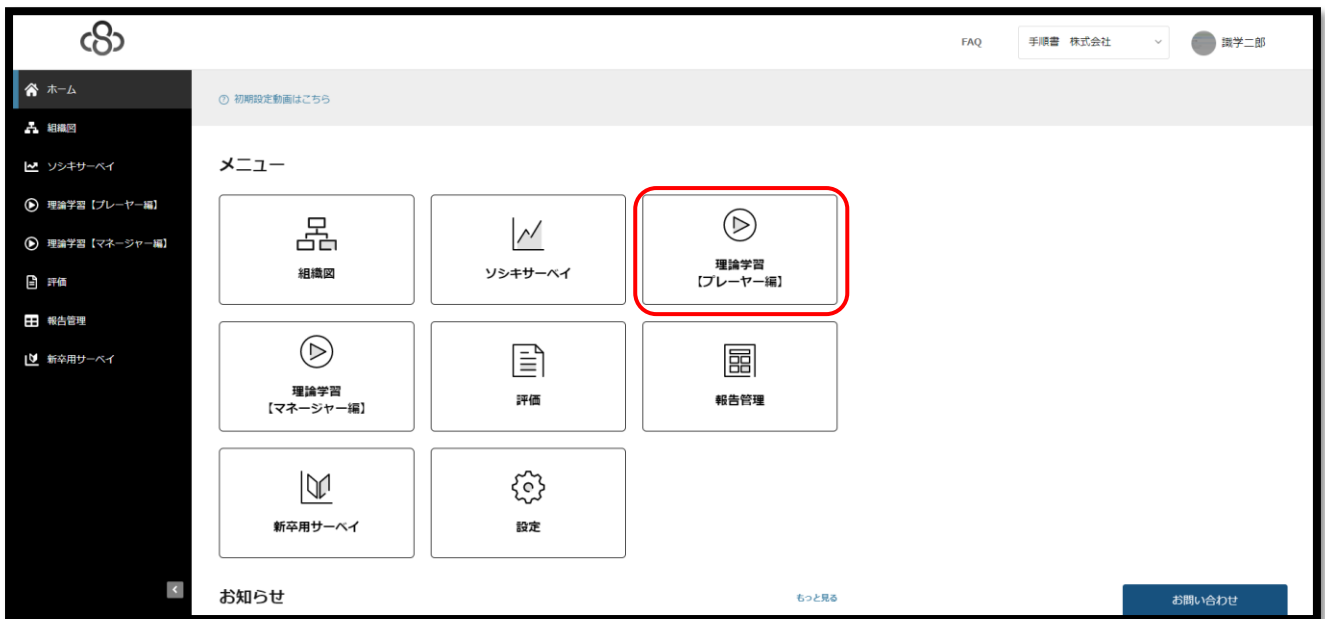 FAQ
手順書 株式会社
識学二郎
ホーム
組織図
ソシキサーベイ
理論学習【プレーヤー編】
理論学習【マネージャー編】
評価
報告管理
新卒用サーベイ
初期設定動画はこちら
メニュー
組織図
ソシキサーベイ
理論学習
【プレーヤー編】
理論学習
【マネージャー編】
評価
報告管理
新卒用サーベイ
設定
お知らせ
もっと見る
お問い合わせ